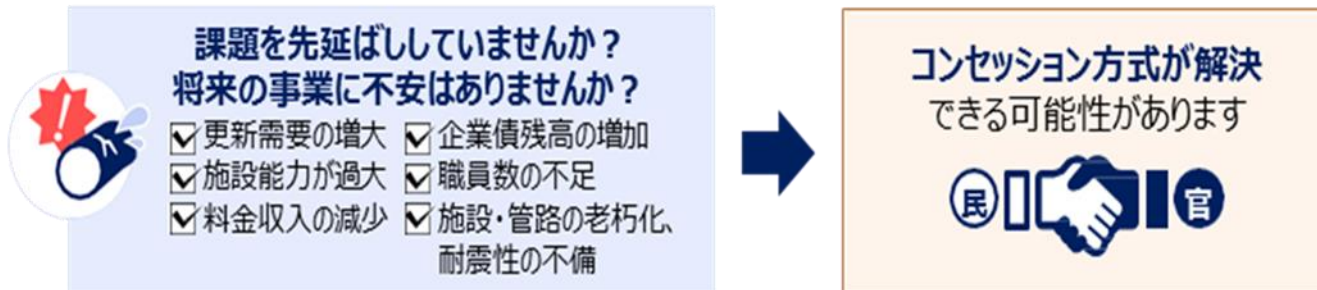 課題を先延ばししていませんか？
将来の事業に不安はありませんか？
更新需要の増大
企業債残高の増加
施設能力が過大
職員数の不足
料金収入の減少
施設・管路の老朽化、
耐震性の不備
コンセッション方式が解決
できる可能性があります
民
官